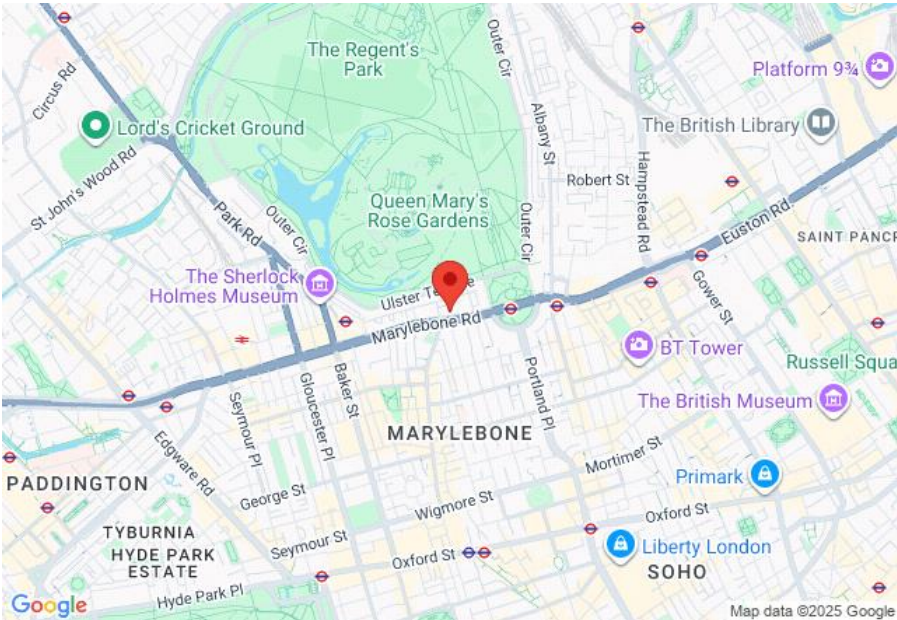 The Regent's
Park
Outer Cir
Platform 9¾
Circus Rd
Lord's Cricket Ground
The British Library
Albany St
St John's Wood Rd
Robert St
Hampstead Rd
Queen Mary's
Rose Gardens
Park Rd
Outer Cir
Outer Cir
Euston Rd
SAINT PANCR
The Sherlock
Holmes Museum
Ulster Te
e
Gower St
Marylebone Rd
BT Tower
Portland Pl
Russell Squa
Baker St
Gloucester Pl
Seymour Pl
The British Museum
MARYLEBONE
Edgware Rd
Mortimer St
PADDINGTON
Primark
George St
Wigmore St
Oxford St
TYBURNIA
HYDE PARK
ESTATE
Seymour St
Oxford St
Liberty London
SOHO
Hyde Park Pl
Google
Map data ©2025 Google